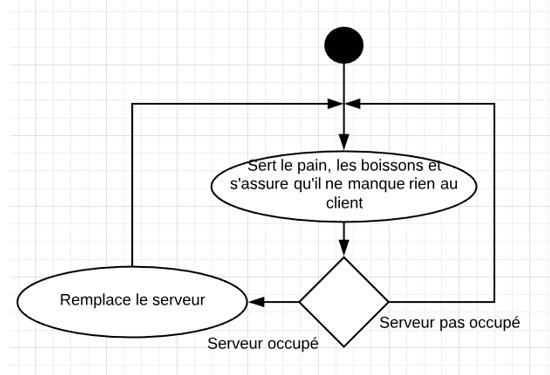 Sert le pain, les boissons et
s'assure qu'il ne manque rien au
client
Remplace le serveur
Serveur pas occupé
Serveur occupé